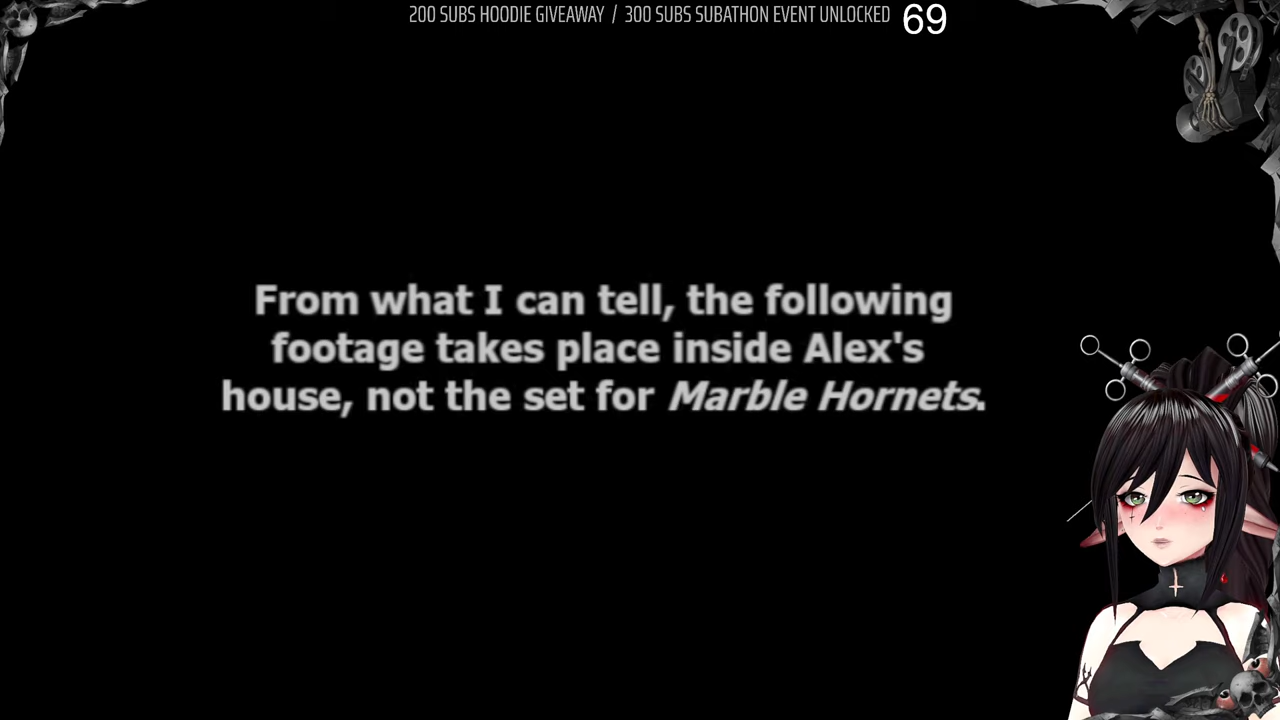 200 SUBS HOODIE GIVEAWAY / 300 SUBS SUBATHON EVENT UNLOCKED 69
From what I can tell, the following
footage takes place inside Alex's
house, not the set for Marble Hornets.